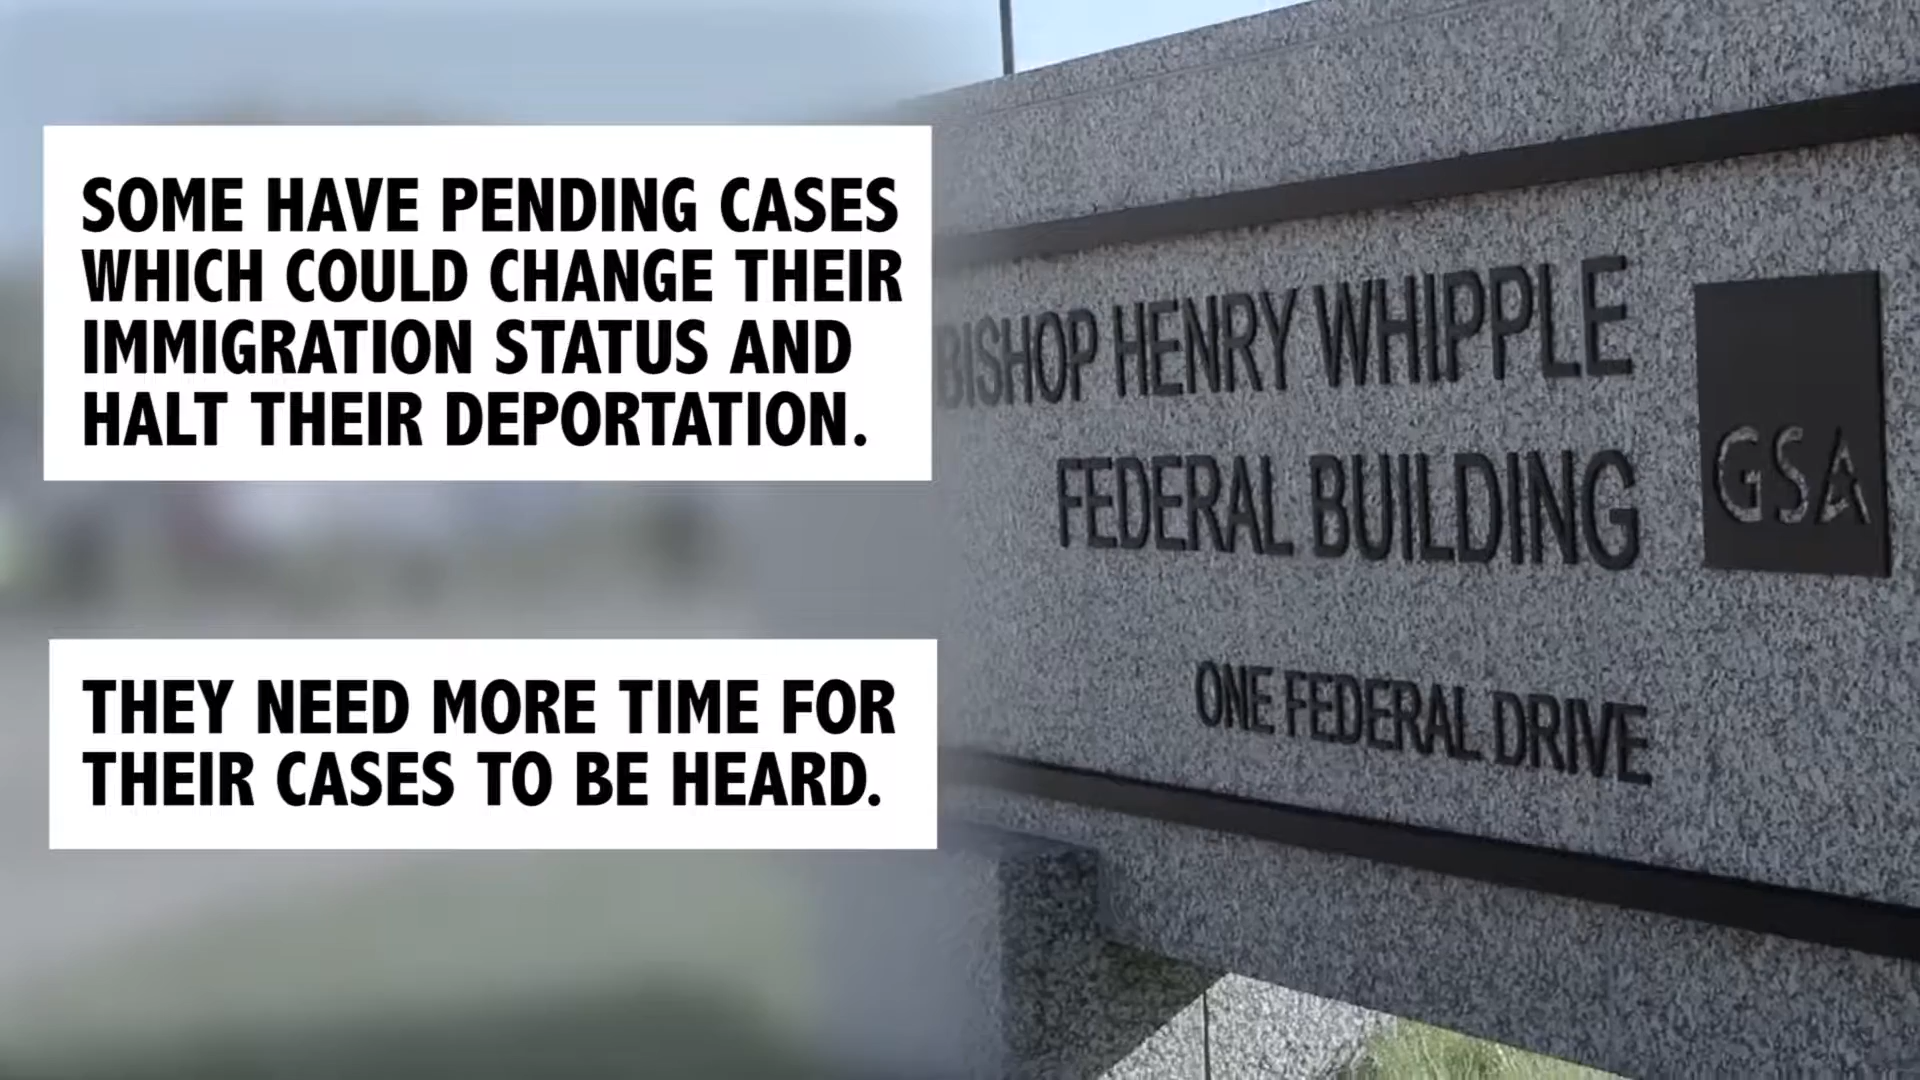 SOME HAVE PENDING CASES
WHICH COULD CHANGE THEIR
IMMIGRATION STATUS AND
HALT THEIR DEPORTATION.
THEY NEED MORE TIME FOR
THEIR CASES TO BE HEARD.
BISHOP HENRY WHIPPLE
FEDERAL BUILDING
GSA
ONE FEDERAL DRIVE